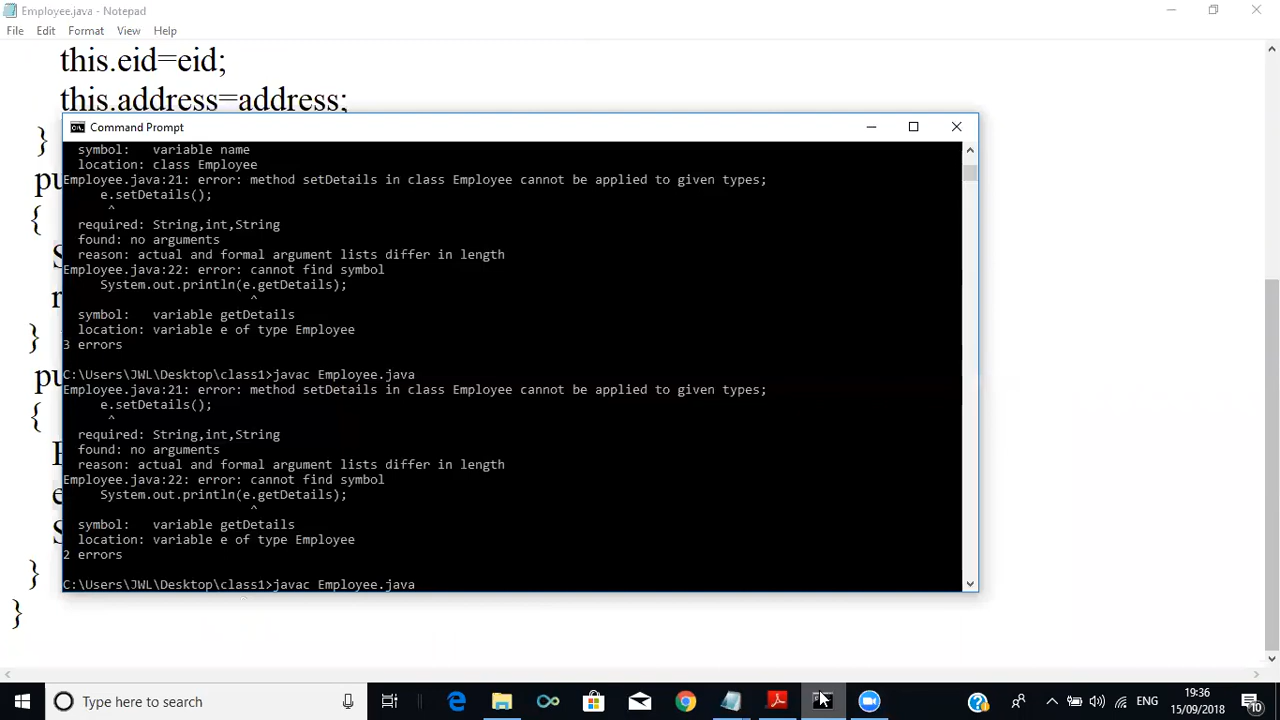 Employee.java - Notepad
File Edit Format View Help
this.eid=eid;
this.address=address;
}
Command Prompt
symbol: variable name
location: class Employee
Employee.java:21: error: method setDetails in class Employee cannot be applied to given types;
e.setDetails();
^
required: String,int,String
found: no arguments
reason: actual and formal argument lists differ in length
Employee.java:22: error: cannot find symbol
System.out.println(e.getDetails);
^
symbol: variable getDetails
location: variable e of type Employee
3 errors
C:\Users\JWL\Desktop\class1>javac Employee.java
Employee.java:21: error: method setDetails in class Employee cannot be applied to given types;
e.setDetails();
^
required: String,int,String
found: no arguments
reason: actual and formal argument lists differ in length
Employee.java:22: error: cannot find symbol
System.out.println(e.getDetails);
^
symbol: variable getDetails
location: variable e of type Employee
2 errors
C:\Users\JWL\Desktop\class1>javac Employee.java
{
}
{
}
}
Type here to search
ENG
19:36
15/09/2018
10